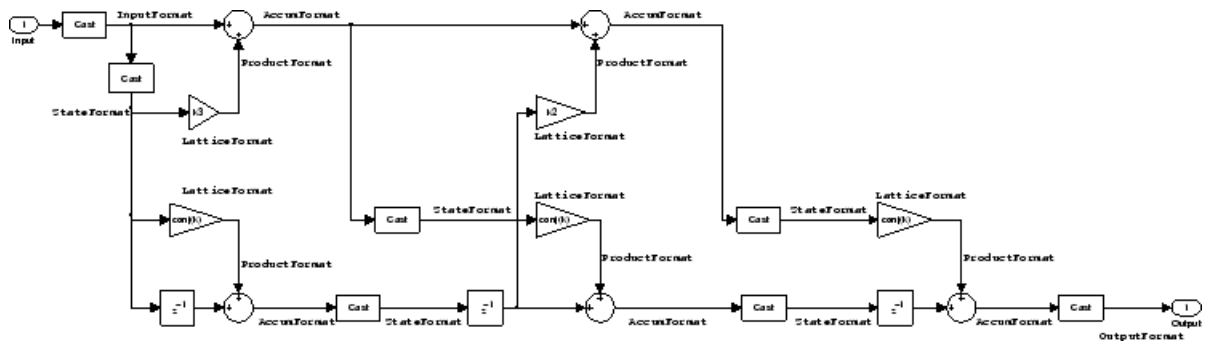 1
Input
Cast
InputFormat
AccumFormat
AccumFormat
ProductFormat
ProductFormat
Cast
StateFormat
k3
k2
LatticeFormat
LatticeFormat
LatticeFormat
LatticeFormat
LatticeFormat
conj(k)
Cast
StateFormat
conj(k)
Cast
StateFormat
conj(k)
ProductFormat
ProductFormat
ProductFormat
z⁻¹
Cast
z⁻¹
Cast
z⁻¹
Cast
1
Output
AccumFormat
StateFormat
AccumFormat
StateFormat
AccumFormat
OutputFormat